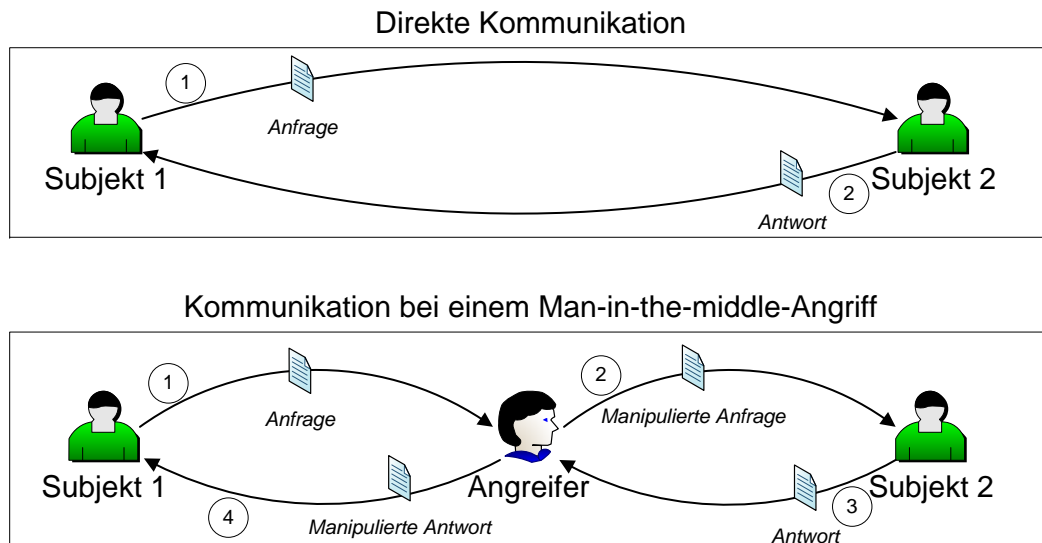 Direkte Kommunikation
1
Anfrage
Subjekt 1
Subjekt 2
2
Antwort
Kommunikation bei einem Man-in-the-middle-Angriff
1
2
Anfrage
Manipulierte Anfrage
Subjekt 1
Angreifer
Subjekt 2
4
3
Manipulierte Antwort
Antwort